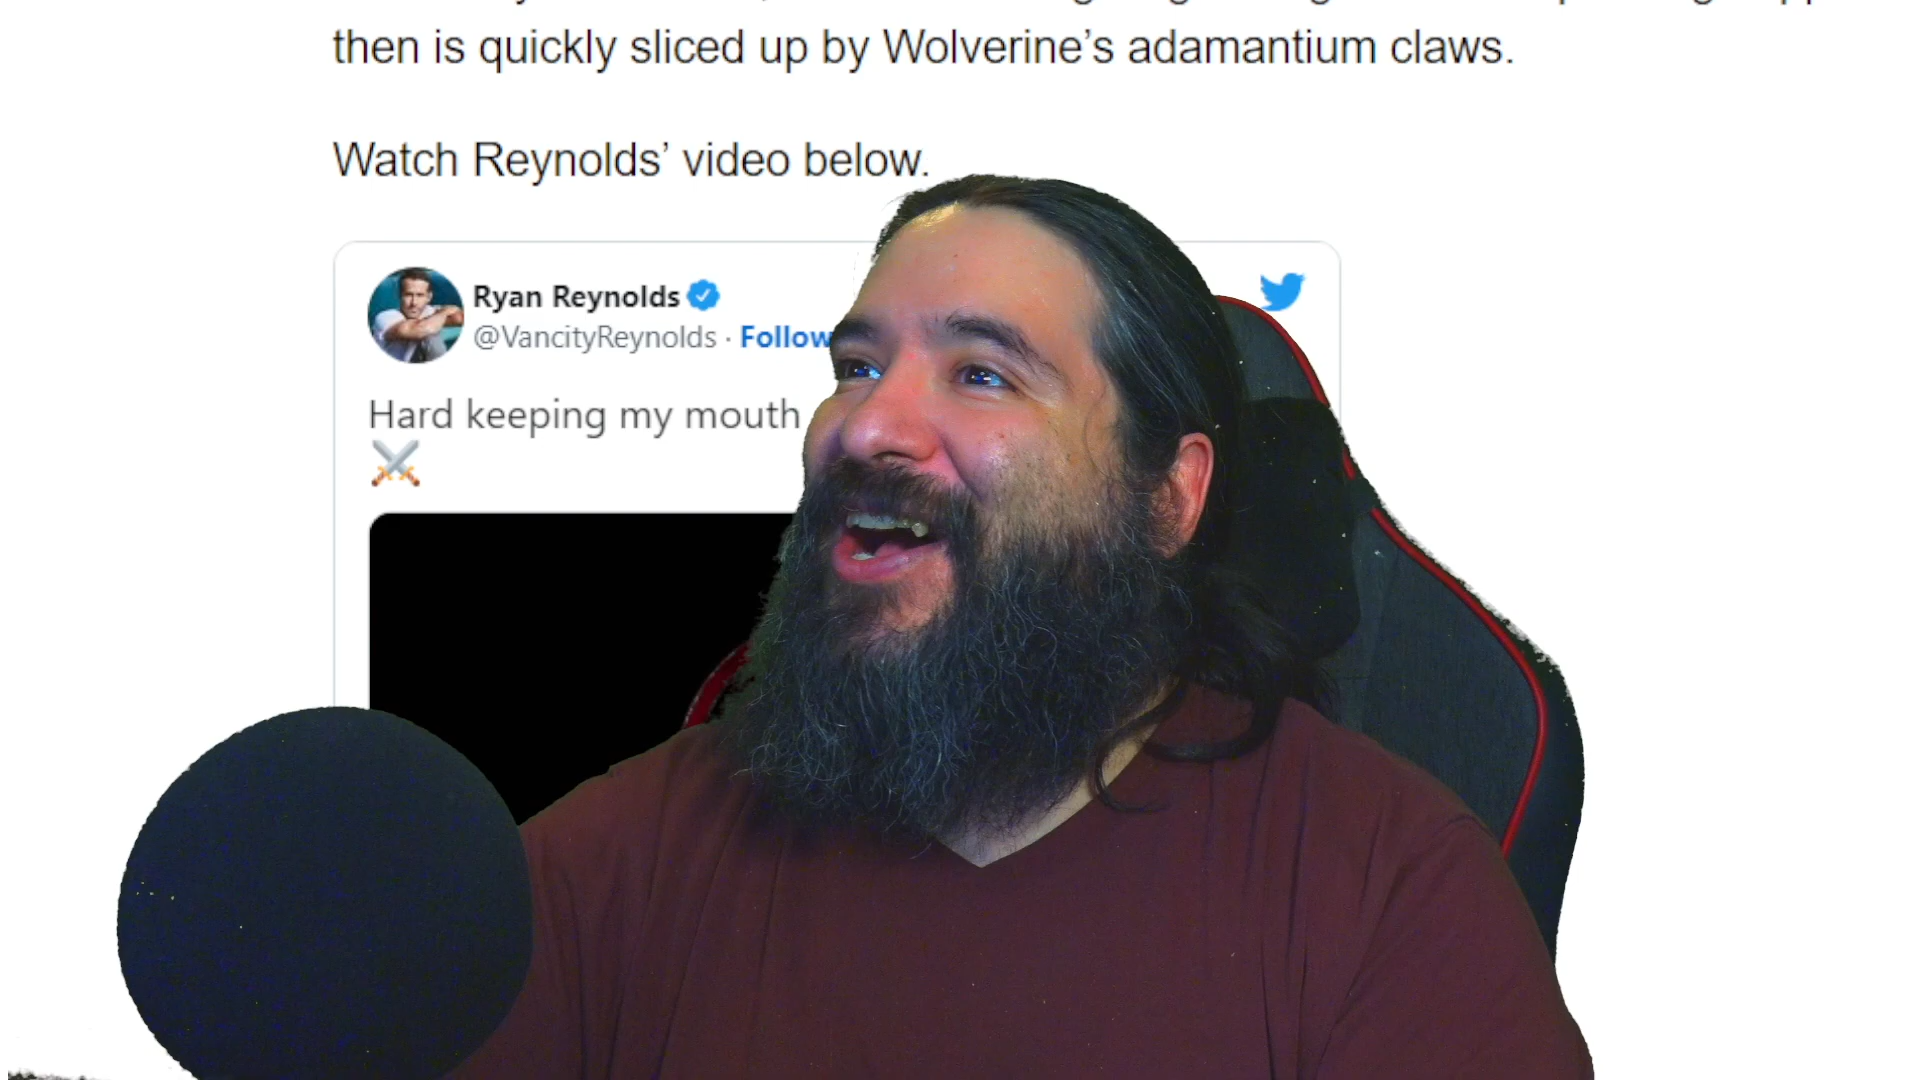 then is quickly sliced up by Wolverine’s adamantium claws.
Watch Reynolds’ video below.
Ryan Reynolds
@VancityReynolds · Follow
Hard keeping my mouth